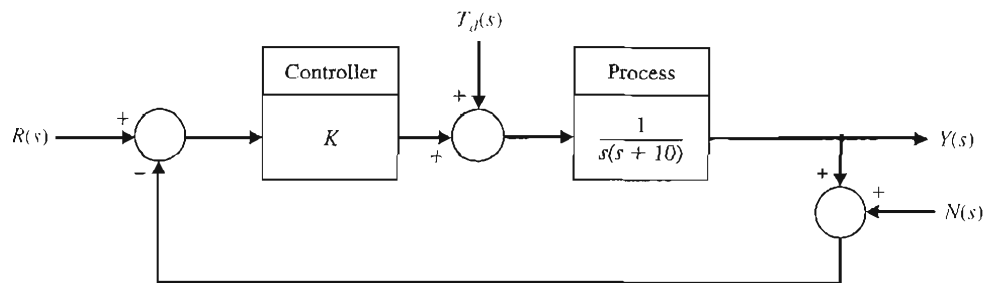 T_d(s)
Controller
Process
+
+
R(s)
K
+
1
s(s + 10)
Y(s)
−
+
+
N(s)